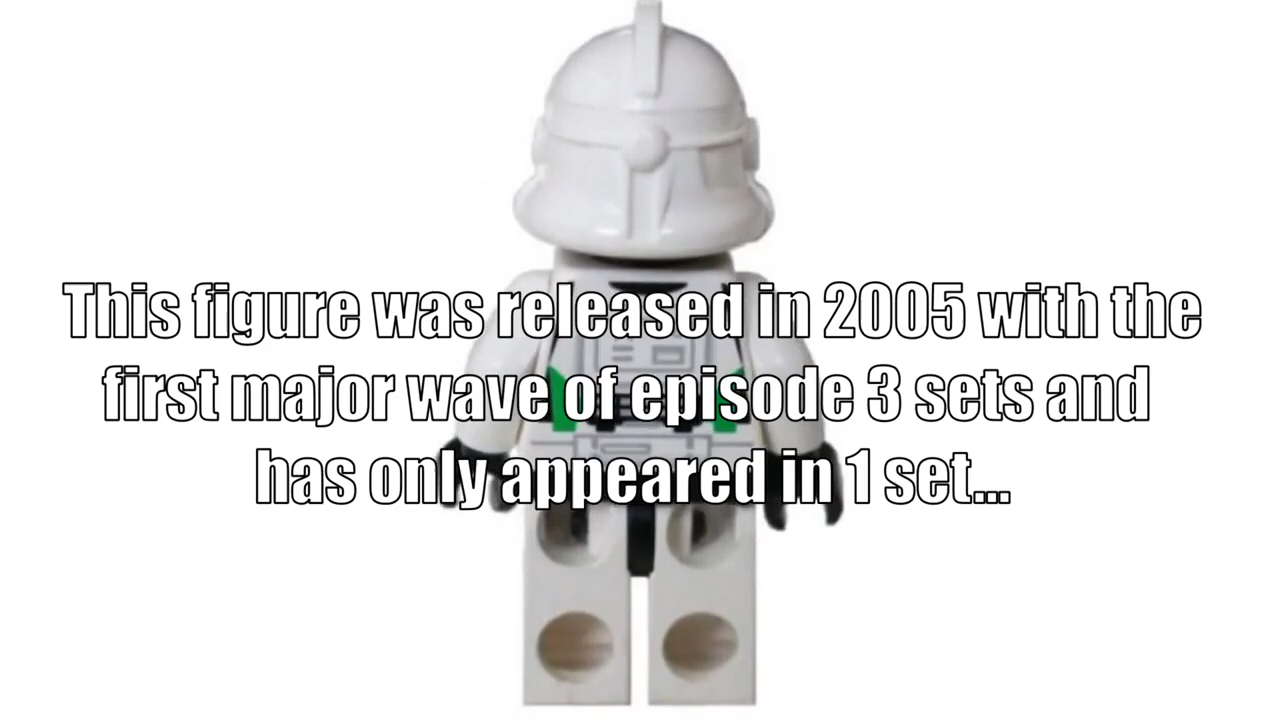 This figure was released in 2005 with the
first major wave of episode 3 sets and
has only appeared in 1 set...